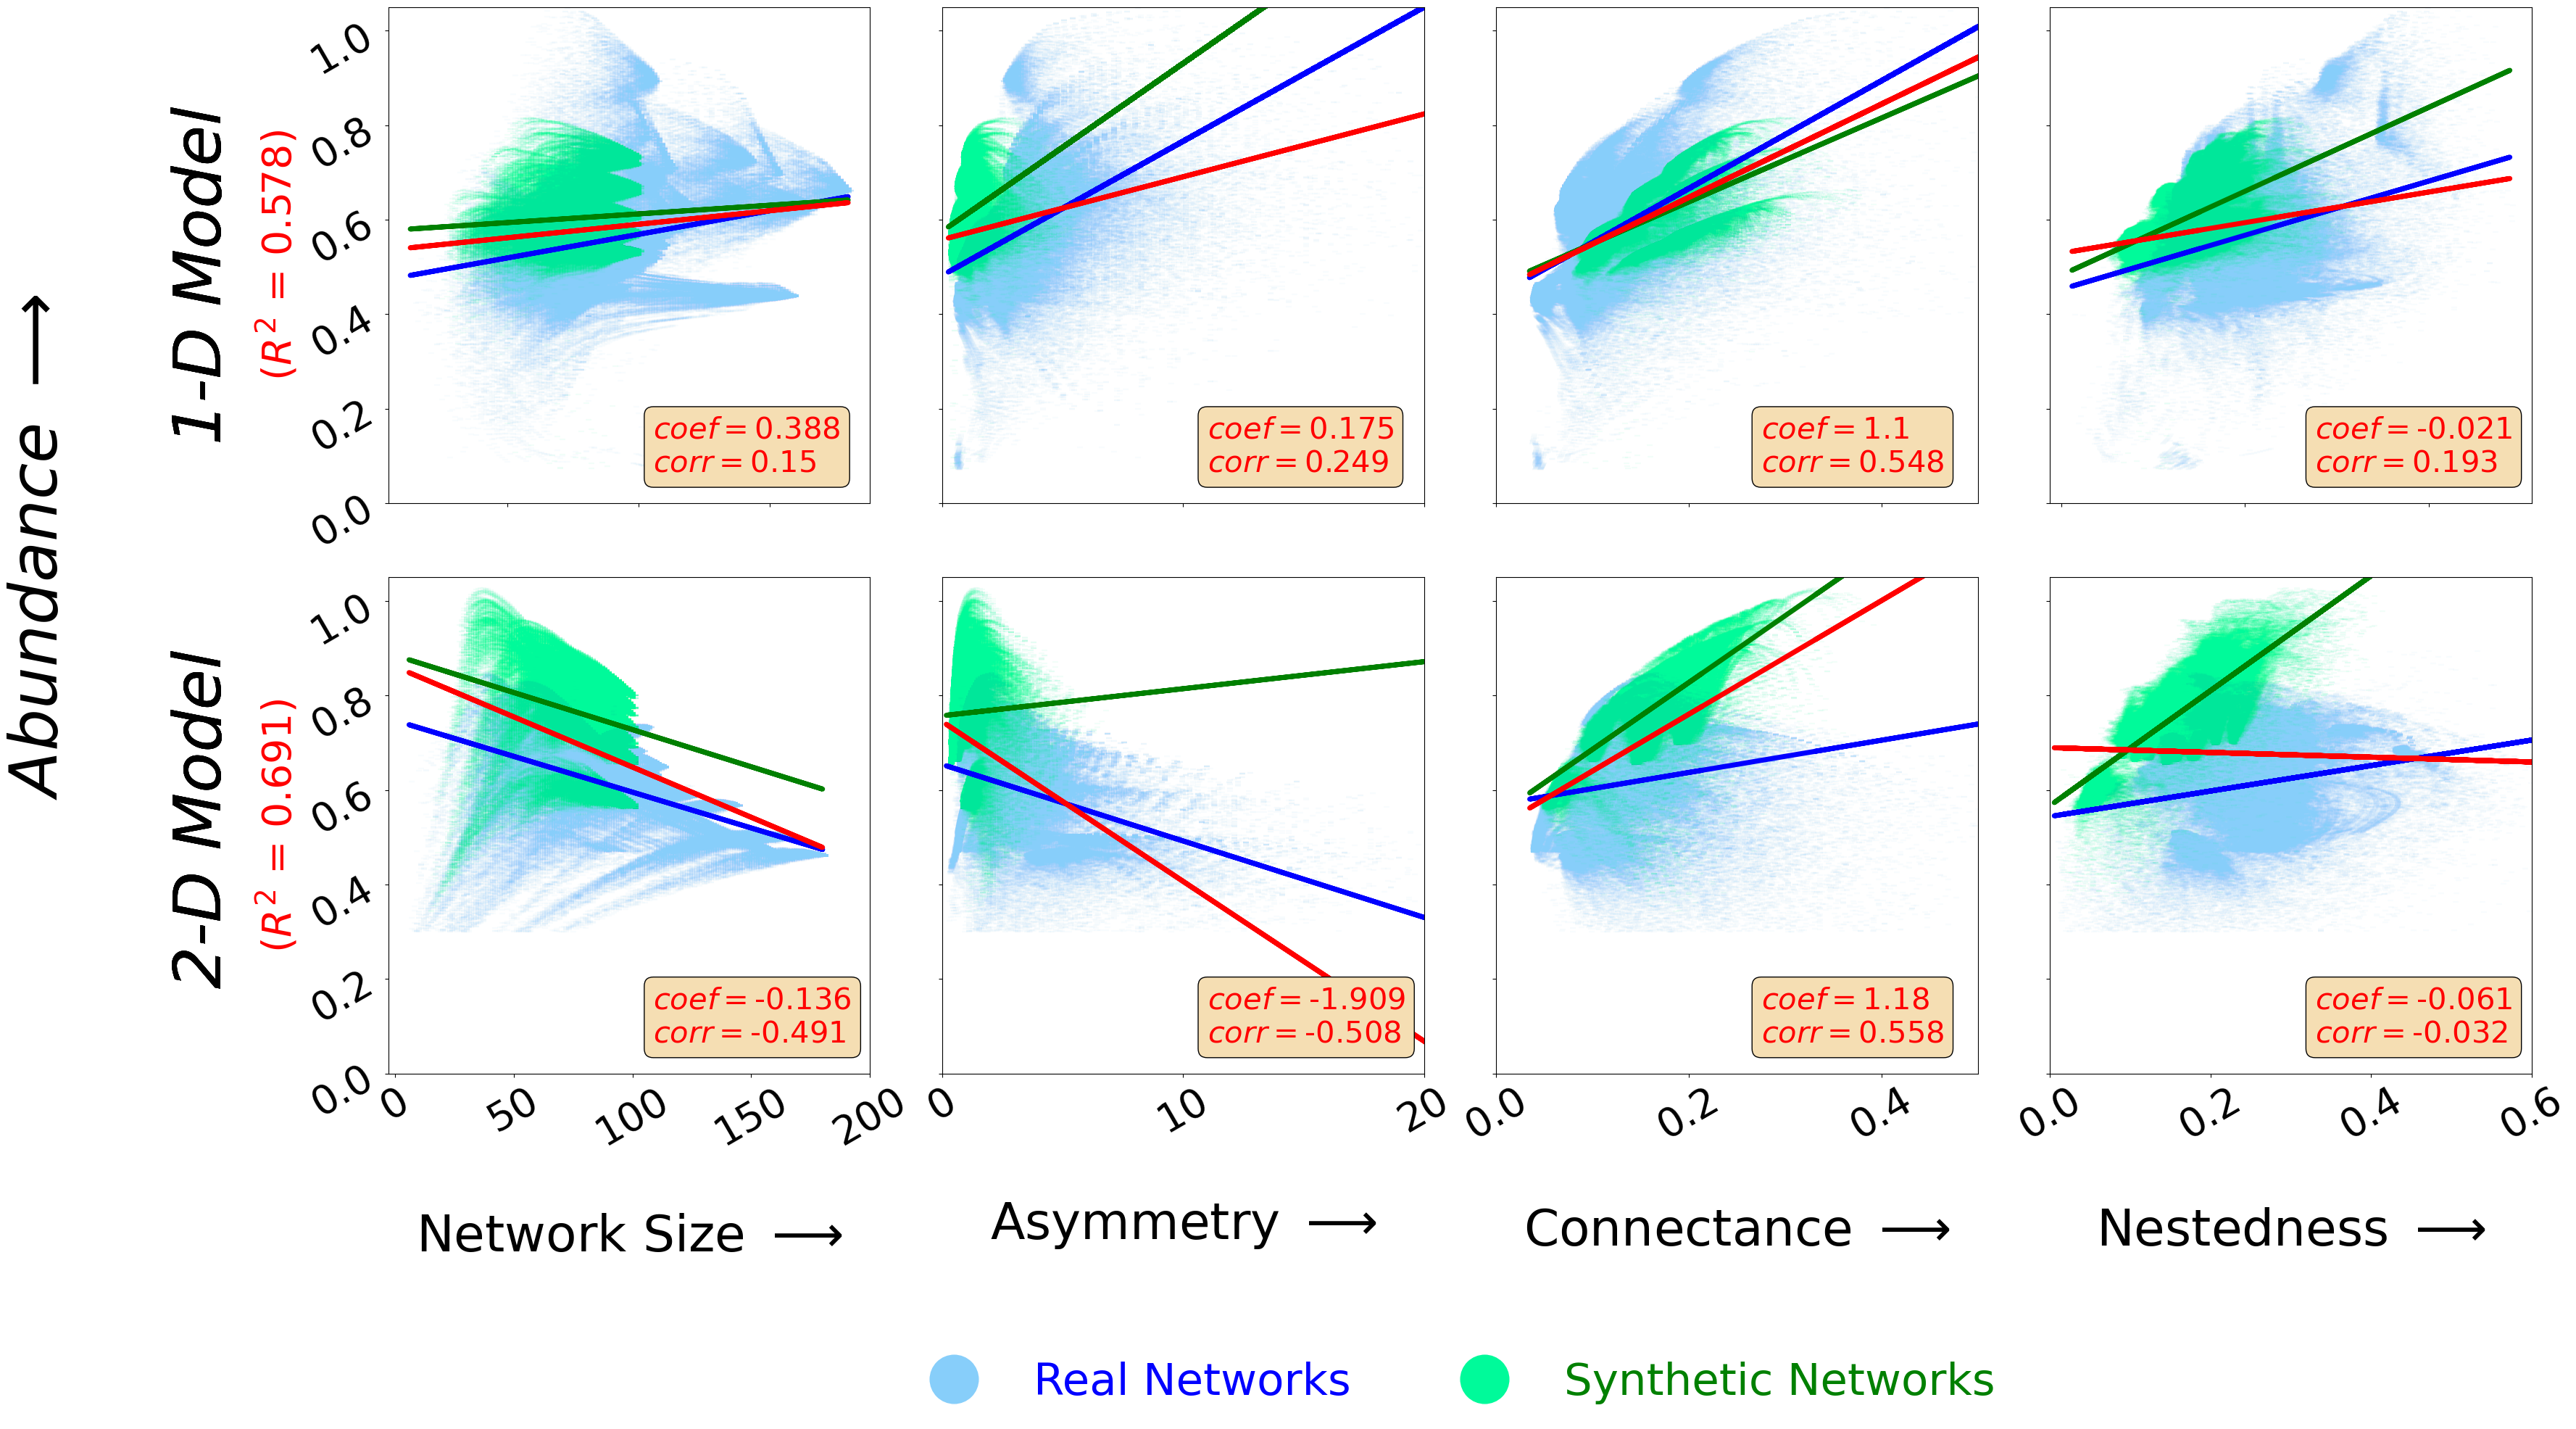 Abundance ⟶
1-D Model
(R² = 0.578)
1.0
0.8
0.6
0.4
0.2
0.0
coef = 0.388
corr = 0.15
coef = 0.175
corr = 0.249
coef = 1.1
corr = 0.548
coef = -0.021
corr = 0.193
2-D Model
(R² = 0.691)
1.0
0.8
0.6
0.4
0.2
0.0
coef = -0.136
corr = -0.491
coef = -1.909
corr = -0.508
coef = 1.18
corr = 0.558
coef = -0.061
corr = -0.032
0 50 100 150 200
0 10 20
0.0 0.2 0.4
0.0 0.2 0.4 0.6
Network Size ⟶
Asymmetry ⟶
Connectance ⟶
Nestedness ⟶
Real Networks
Synthetic Networks